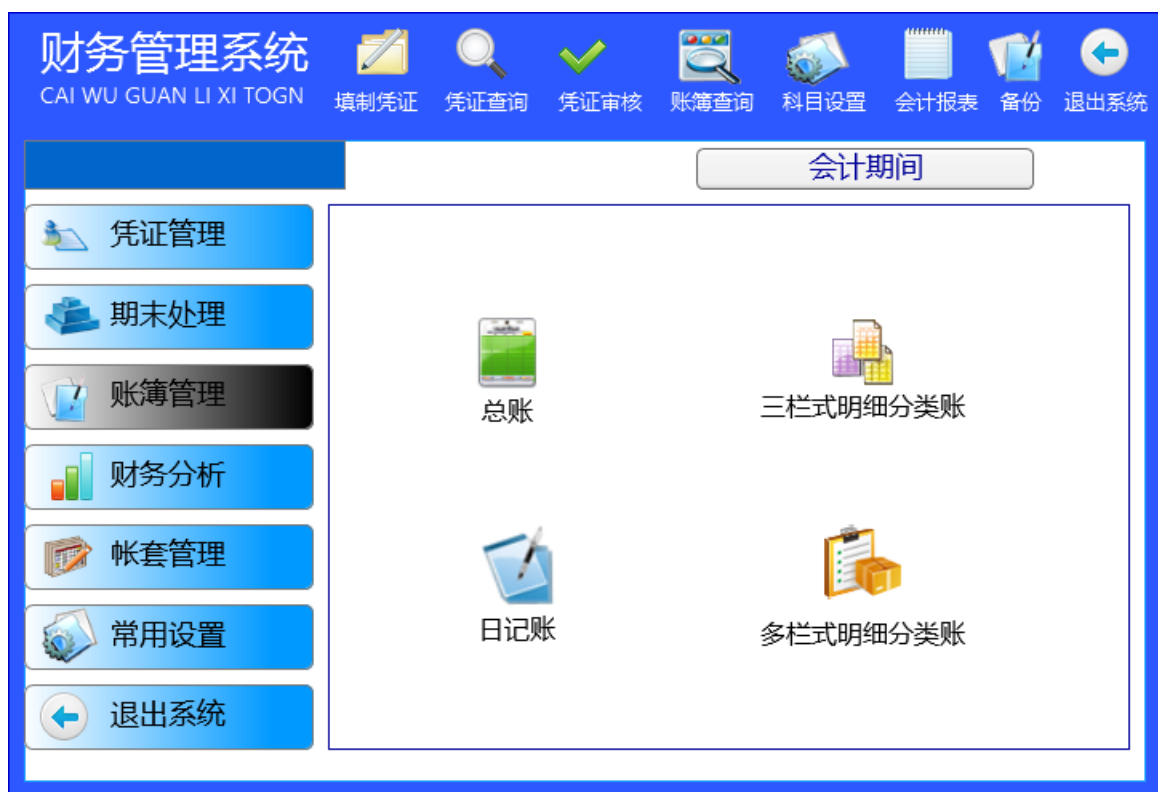 财务管理系统
CAI WU GUAN LI XI TOGN
填制凭证 凭证查询 凭证审核 账簿查询 科目设置 会计报表 备份 退出系统
会计期间
凭证管理
期末处理
账簿管理
财务分析
帐套管理
常用设置
退出系统
总账 三栏式明细分类账
日记账 多栏式明细分类账